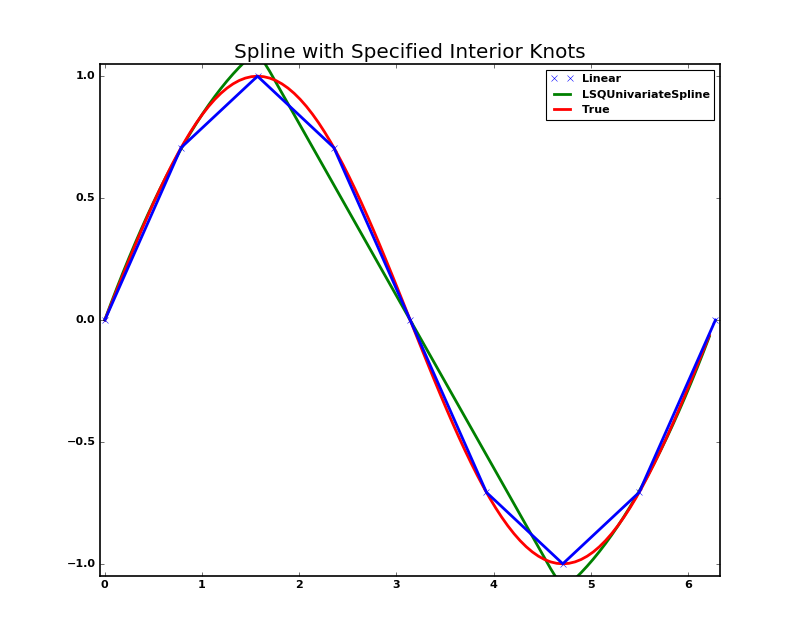 Spline with Specified Interior Knots
Linear
LSQUnivariateSpline
True
1.0
0.5
0.0
−0.5
−1.0
0 1 2 3 4 5 6